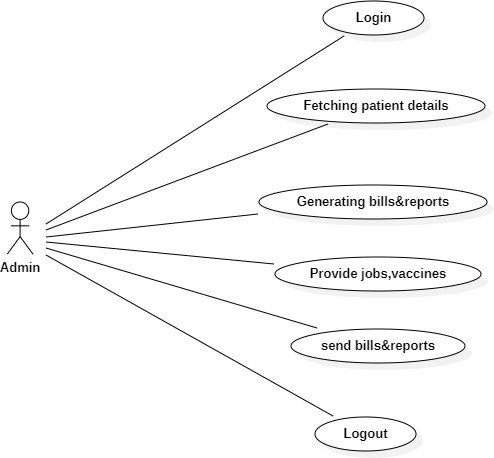 Login
Fetching patient details
Generating bills&reports
Provide jobs,vaccines
Admin
send bills&reports
Logout